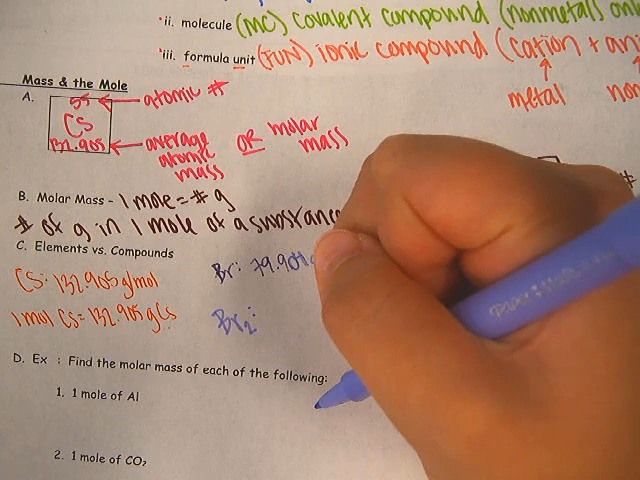 ii. molecule (MC) covalent compound (nonmetals
iii. formula unit (FUN) ionic compound (cation +
metal
Mass & the Mole
A.
55 atomic #
Cs
132.905 average atomic mass OR molar mass
B. Molar Mass - 1 mole = # g
# of g in 1 mole of a substance
C. Elements vs. Compounds
Cs: 132.905 g/mol
Br: 79.904
1 mol Cs = 132.905 g Cs
Br₂:
D. Ex : Find the molar mass of each of the following:
1. 1 mole of Al
2. 1 mole of CO₂
Paper Mate